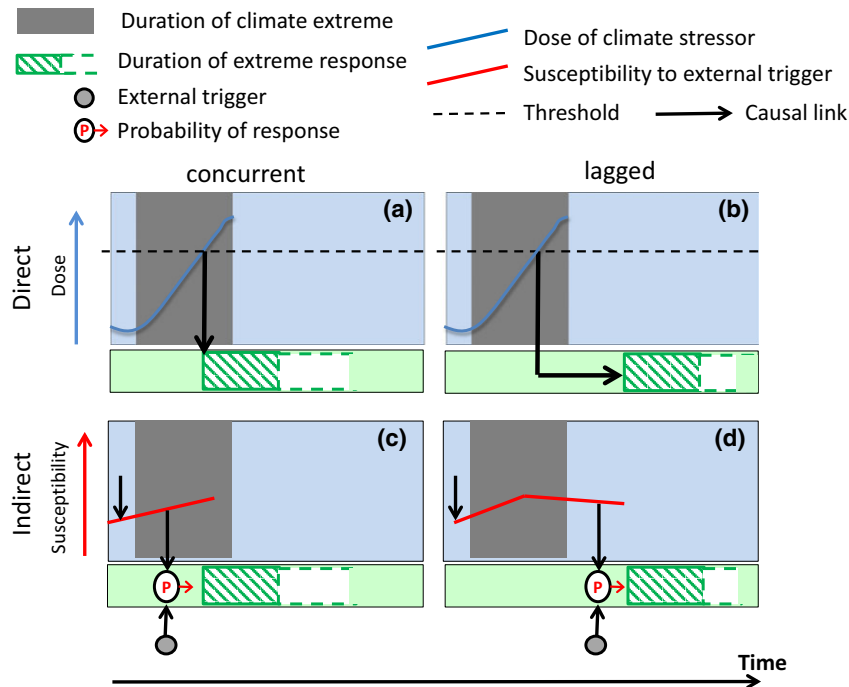 Duration of climate extreme
Duration of extreme response
External trigger
P Probability of response
Dose of climate stressor
Susceptibility to external trigger
Threshold
Causal link
concurrent
lagged
Direct
Dose
(a)
(b)
Indirect
Susceptibility
(c)
(d)
P
P
Time